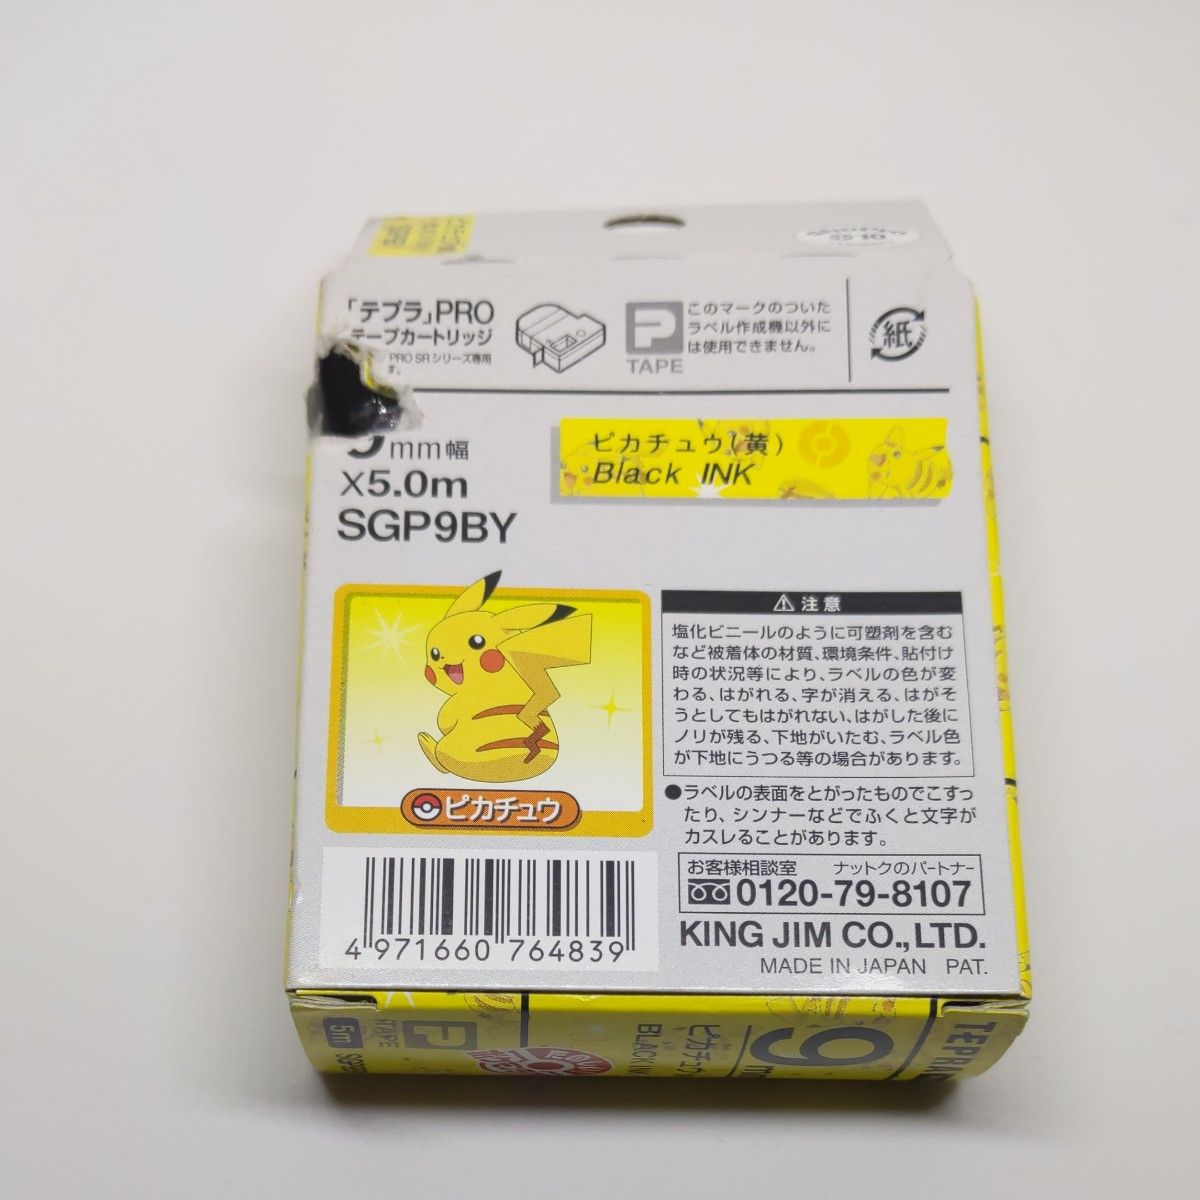 「テプラ」PRO
テープカートリッジ
PRO SRシリーズ専用
す。
TAPE
このマークのついた
ラベル作成機以外に
は使用できません。
紙
9mm幅
X5.0m
SGP9BY
ピカチュウ(黄)
Black INK
ピカチュウ
注意
塩化ビニールのように可塑剤を含む
など被着体の材質、環境条件、貼付け
時の状況等により、ラベルの色が変
わる、はがれる、字が消える、はがそ
うとしてもはがれない、はがした後に
ノリが残る、下地がいたむ、ラベル色
が下地にうつる等の場合があります。
●ラベルの表面をとがったものでこすっ
たり、シンナーなどでふくと文字が
カスレることがあります。
お客様相談室 ナットクのパートナー
0120-79-8107
KING JIM CO.,LTD.
MADE IN JAPAN PAT.
4 971660 764839
5m
TAPE
ピカチュウ
BLACK IN
9
TEPRA